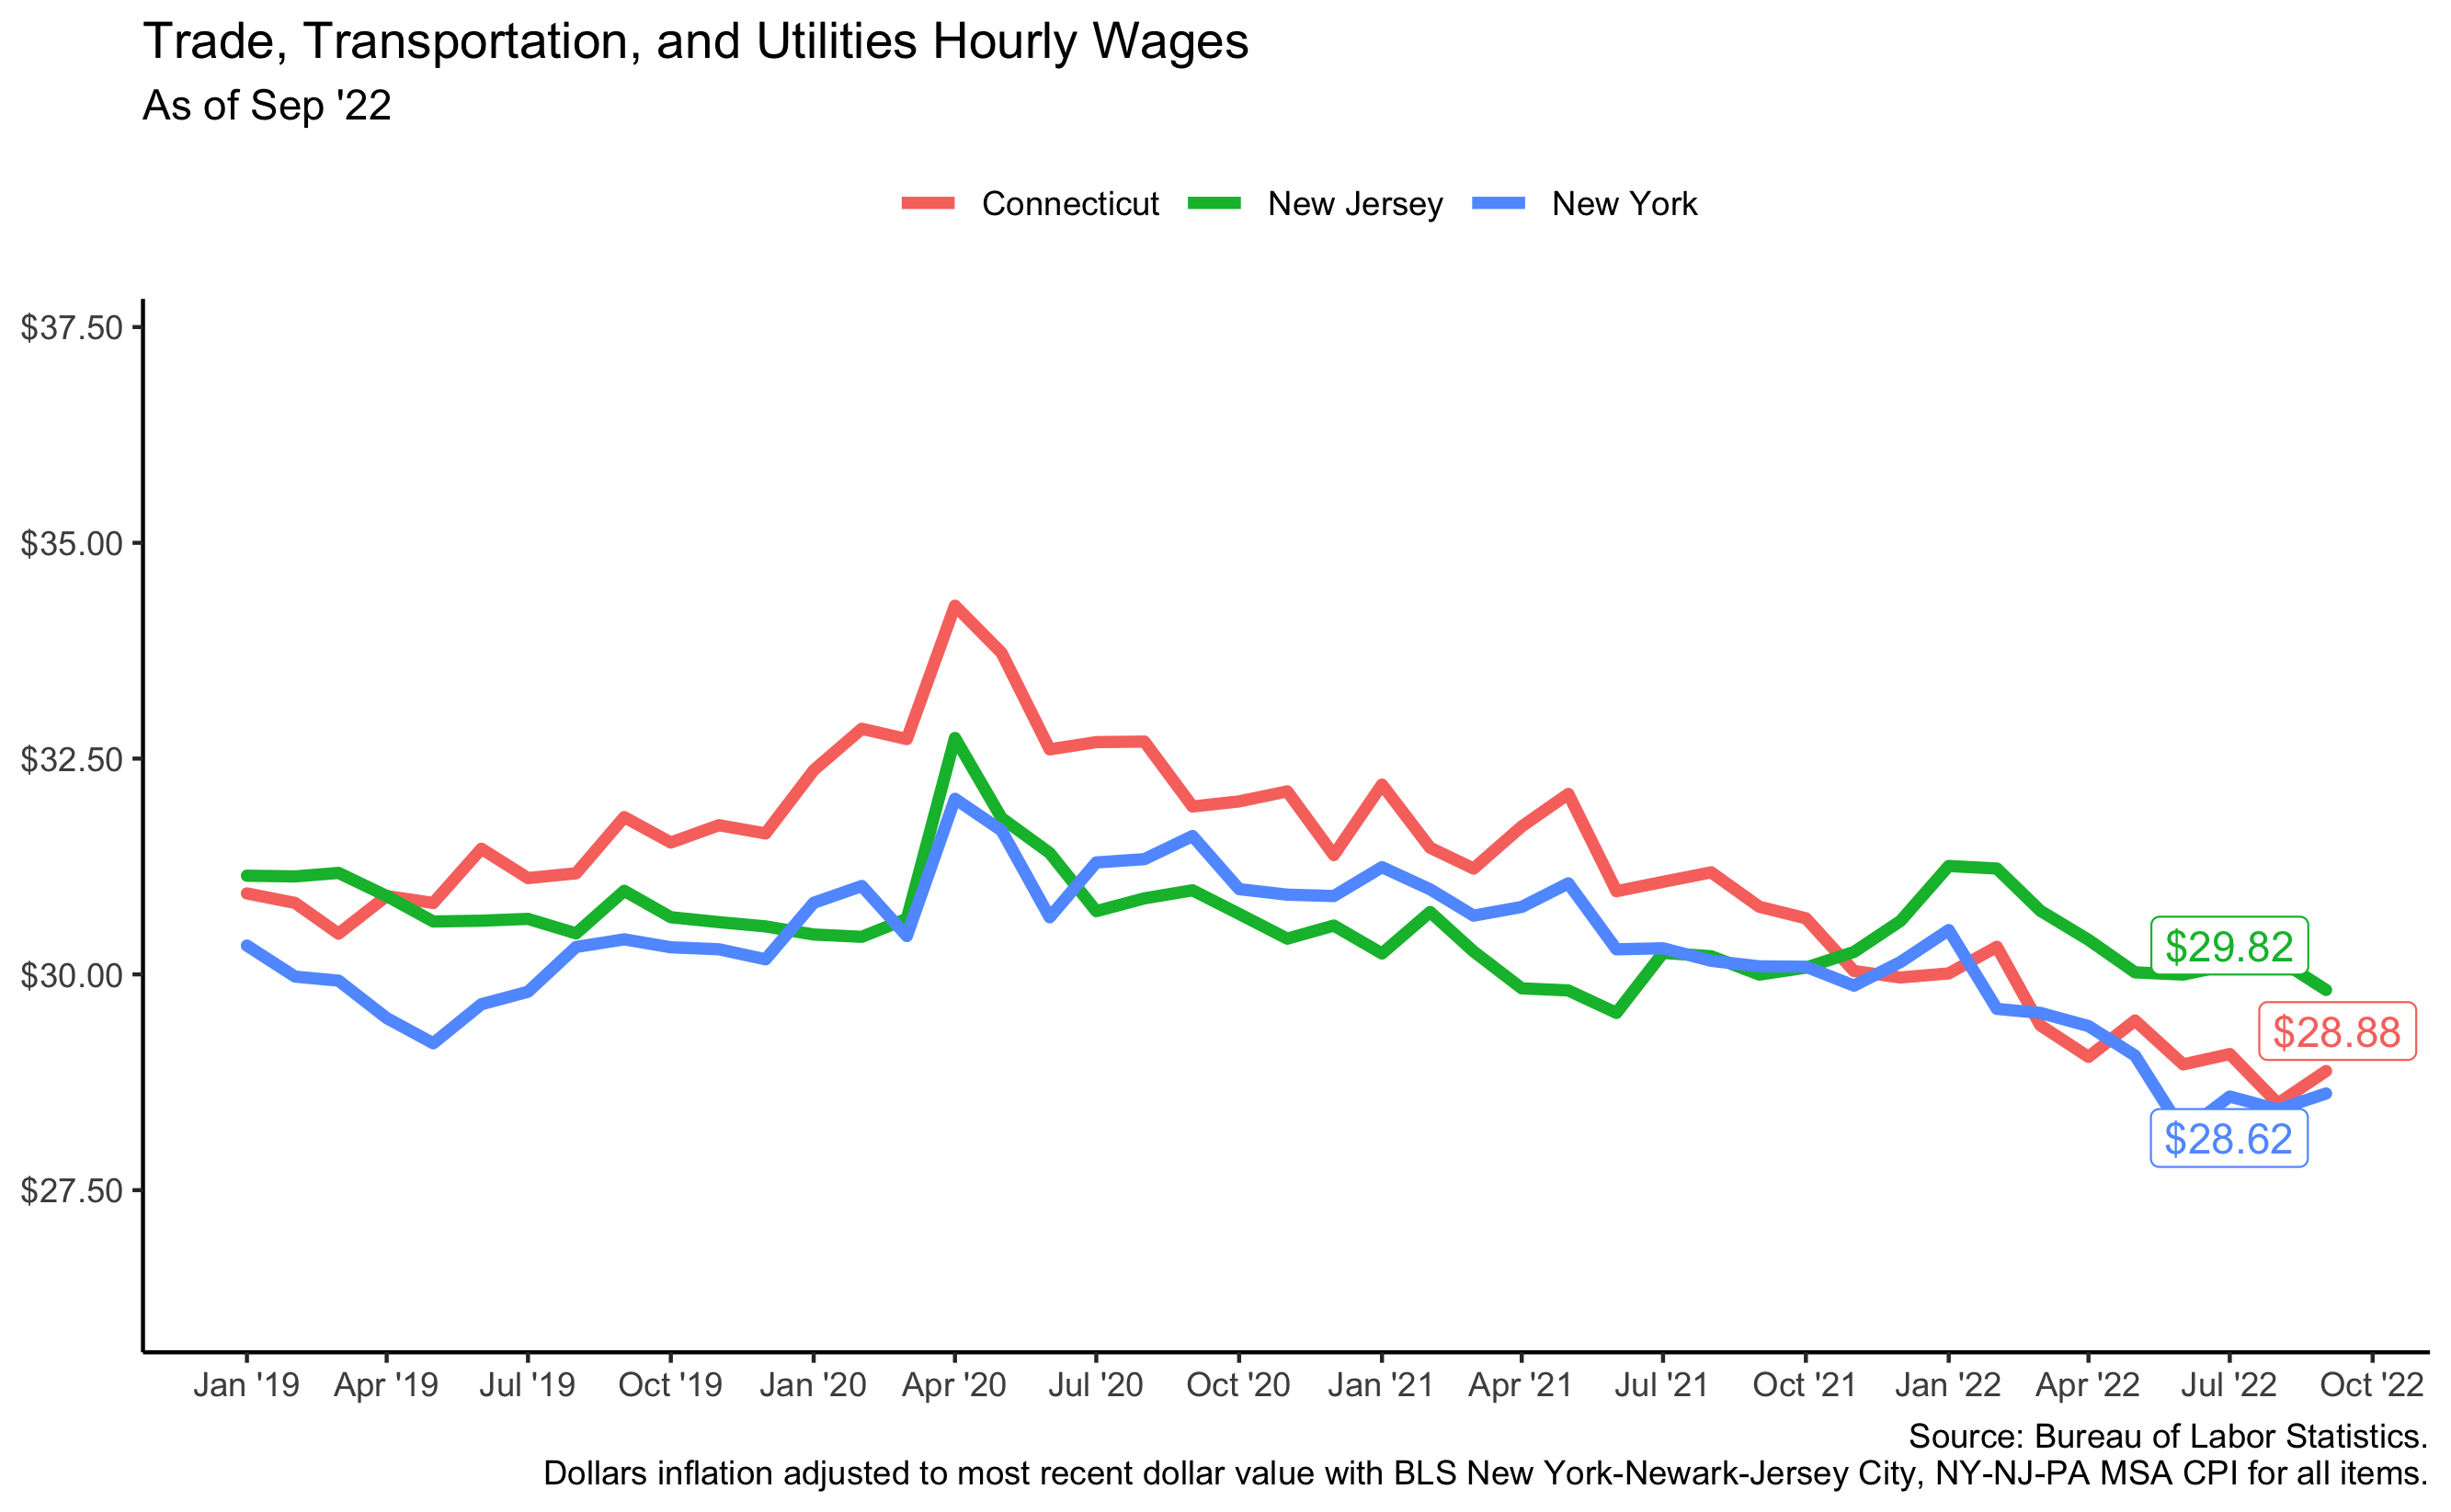 Trade, Transportation, and Utilities Hourly Wages
As of Sep '22
Connecticut New Jersey New York
$37.50
$35.00
$32.50
$30.00
$27.50
$29.82
$28.88
$28.62
Jan '19 Apr '19 Jul '19 Oct '19 Jan '20 Apr '20 Jul '20 Oct '20 Jan '21 Apr '21 Jul '21 Oct '21 Jan '22 Apr '22 Jul '22 Oct '22
Source: Bureau of Labor Statistics.
Dollars inflation adjusted to most recent dollar value with BLS New York-Newark-Jersey City, NY-NJ-PA MSA CPI for all items.